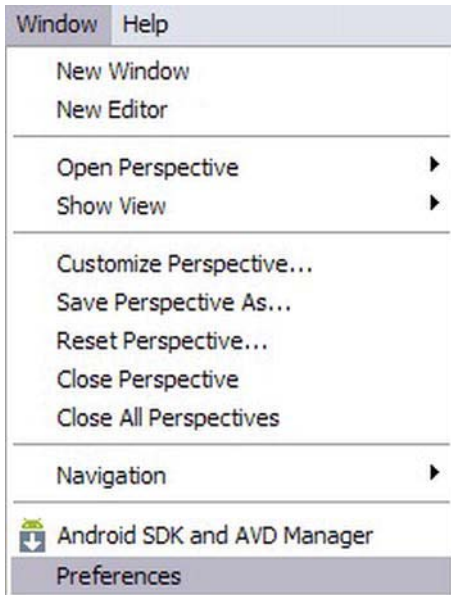 Window Help
New Window
New Editor
Open Perspective
Show View
Customize Perspective...
Save Perspective As...
Reset Perspective...
Close Perspective
Close All Perspectives
Navigation
Android SDK and AVD Manager
Preferences